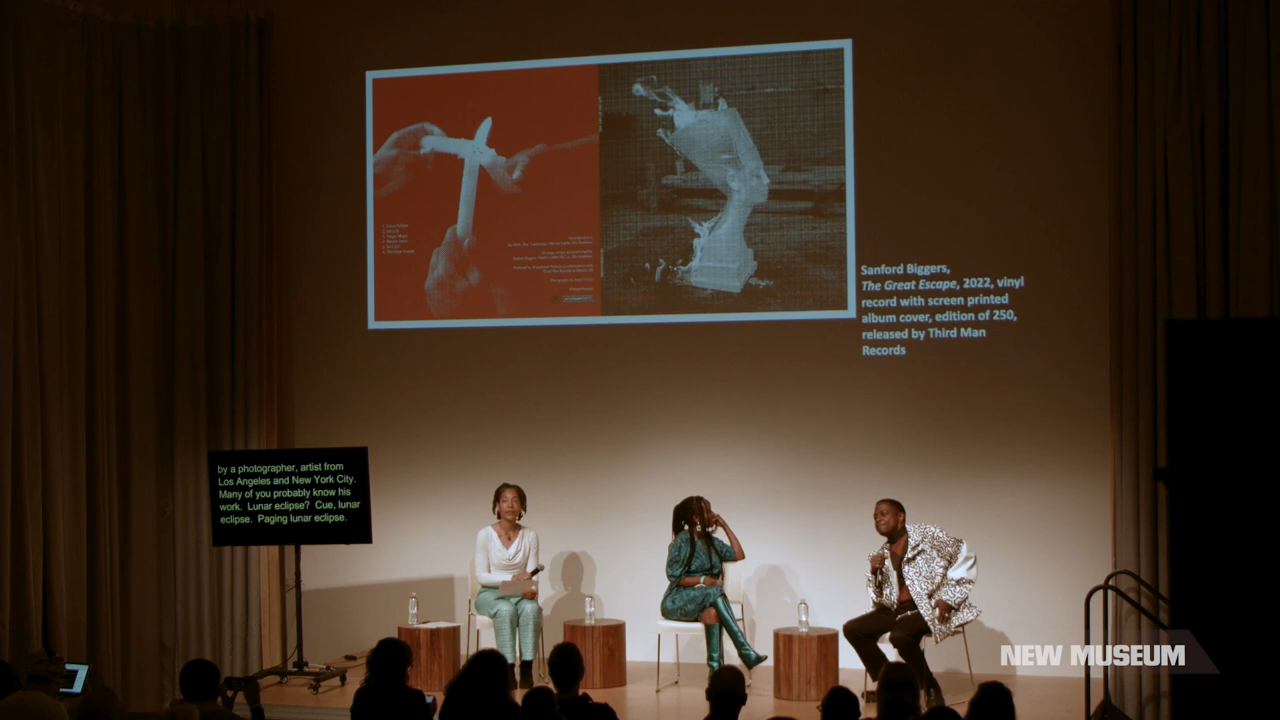 Sanford Biggers,
The Great Escape, 2022, vinyl
record with screen printed
album cover, edition of 250,
released by Third Man
Records
by a photographer, artist from
Los Angeles and New York City.
Many of you probably know his
work. Lunar eclipse? Cue, lunar
eclipse. Paging lunar eclipse.
NEW MUSEUM